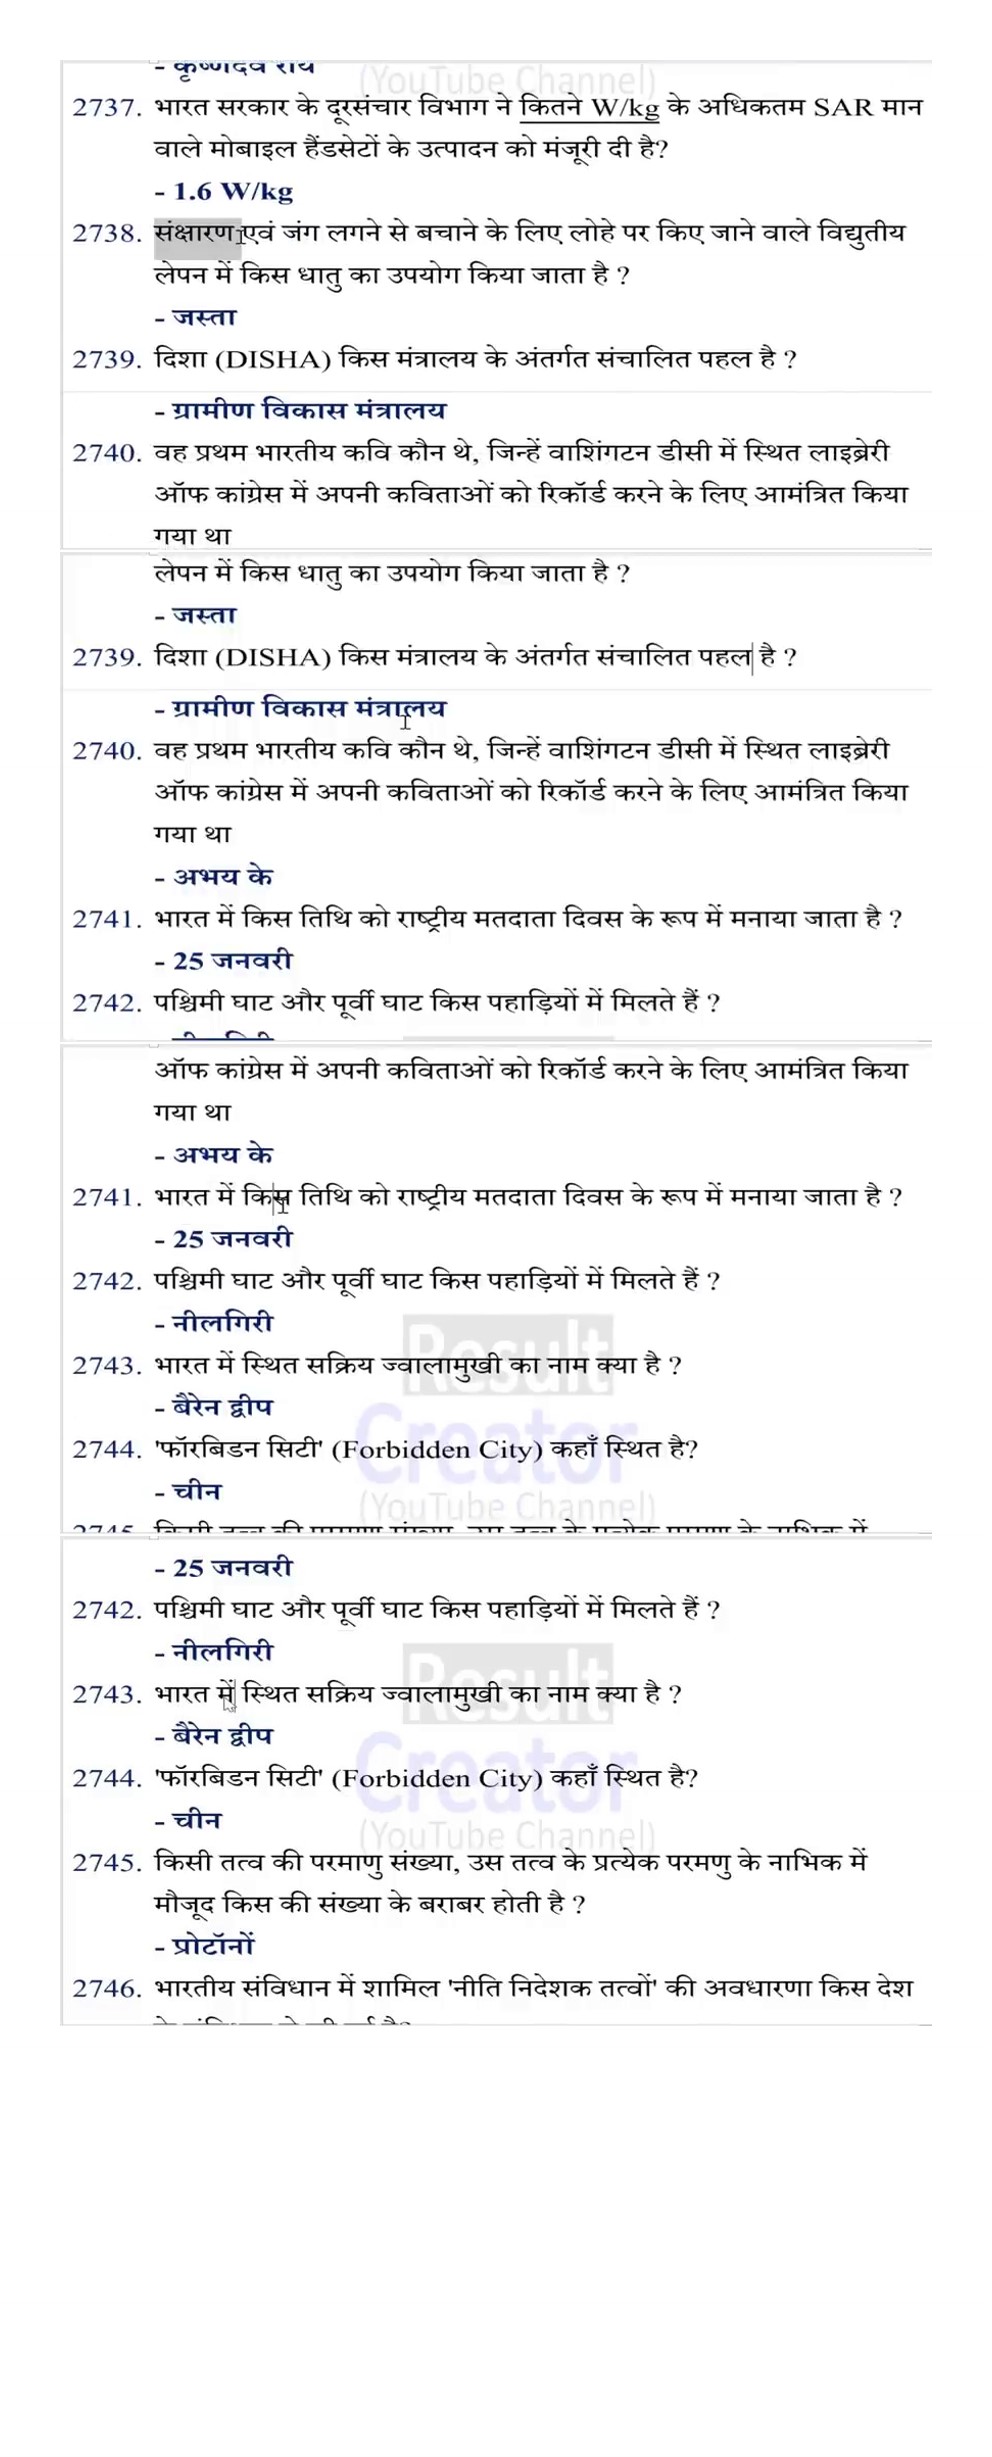 - कृष्णदेव राय
(YouTube Channel)
2737. भारत सरकार के दूरसंचार विभाग ने कितने W/kg के अधिकतम SAR मान
वाले मोबाइल हैंडसेटों के उत्पादन को मंजूरी दी है?
- 1.6 W/kg
2738. संक्षारण एवं जंग लगने से बचाने के लिए लोहे पर किए जाने वाले विद्युतीय
लेपन में किस धातु का उपयोग किया जाता है ?
- जस्ता
2739. दिशा (DISHA) किस मंत्रालय के अंतर्गत संचालित पहल है ?
- ग्रामीण विकास मंत्रालय
2740. वह प्रथम भारतीय कवि कौन थे, जिन्हें वाशिंगटन डीसी में स्थित लाइब्रेरी
ऑफ कांग्रेस में अपनी कविताओं को रिकॉर्ड करने के लिए आमंत्रित किया
गया था
लेपन में किस धातु का उपयोग किया जाता है ?
- जस्ता
2739. दिशा (DISHA) किस मंत्रालय के अंतर्गत संचालित पहल है ?
- ग्रामीण विकास मंत्रालय
2740. वह प्रथम भारतीय कवि कौन थे, जिन्हें वाशिंगटन डीसी में स्थित लाइब्रेरी
ऑफ कांग्रेस में अपनी कविताओं को रिकॉर्ड करने के लिए आमंत्रित किया
गया था
- अभय के
2741. भारत में किस तिथि को राष्ट्रीय मतदाता दिवस के रूप में मनाया जाता है ?
- 25 जनवरी
2742. पश्चिमी घाट और पूर्वी घाट किस पहाड़ियों में मिलते हैं ?
ऑफ कांग्रेस में अपनी कविताओं को रिकॉर्ड करने के लिए आमंत्रित किया
गया था
- अभय के
2741. भारत में किस तिथि को राष्ट्रीय मतदाता दिवस के रूप में मनाया जाता है ?
- 25 जनवरी
2742. पश्चिमी घाट और पूर्वी घाट किस पहाड़ियों में मिलते हैं ?
- नीलगिरी
Result
2743. भारत में स्थित सक्रिय ज्वालामुखी का नाम क्या है ?
- बैरेन द्वीप
Creator
2744. 'फॉरबिडन सिटी' (Forbidden City) कहाँ स्थित है?
- चीन
(YouTube Channel)
- 25 जनवरी
2742. पश्चिमी घाट और पूर्वी घाट किस पहाड़ियों में मिलते हैं ?
- नीलगिरी
Result
2743. भारत में स्थित सक्रिय ज्वालामुखी का नाम क्या है ?
- बैरेन द्वीप
Creator
2744. 'फॉरबिडन सिटी' (Forbidden City) कहाँ स्थित है?
- चीन
(YouTube Channel)
2745. किसी तत्व की परमाणु संख्या, उस तत्व के प्रत्येक परमणु के नाभिक में
मौजूद किस की संख्या के बराबर होती है ?
- प्रोटॉनों
2746. भारतीय संविधान में शामिल 'नीति निदेशक तत्वों' की अवधारणा किस देश